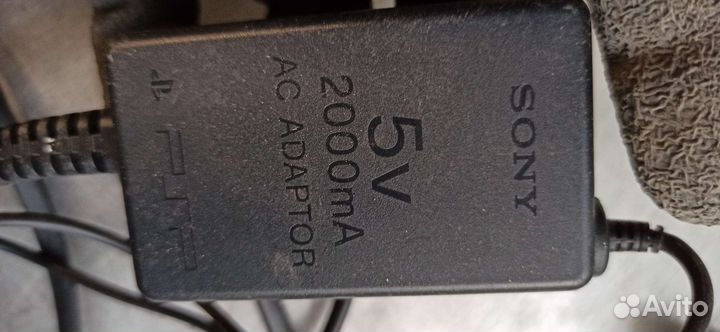 SONY
5V
2000mA
AC ADAPTOR
PSP
Avito